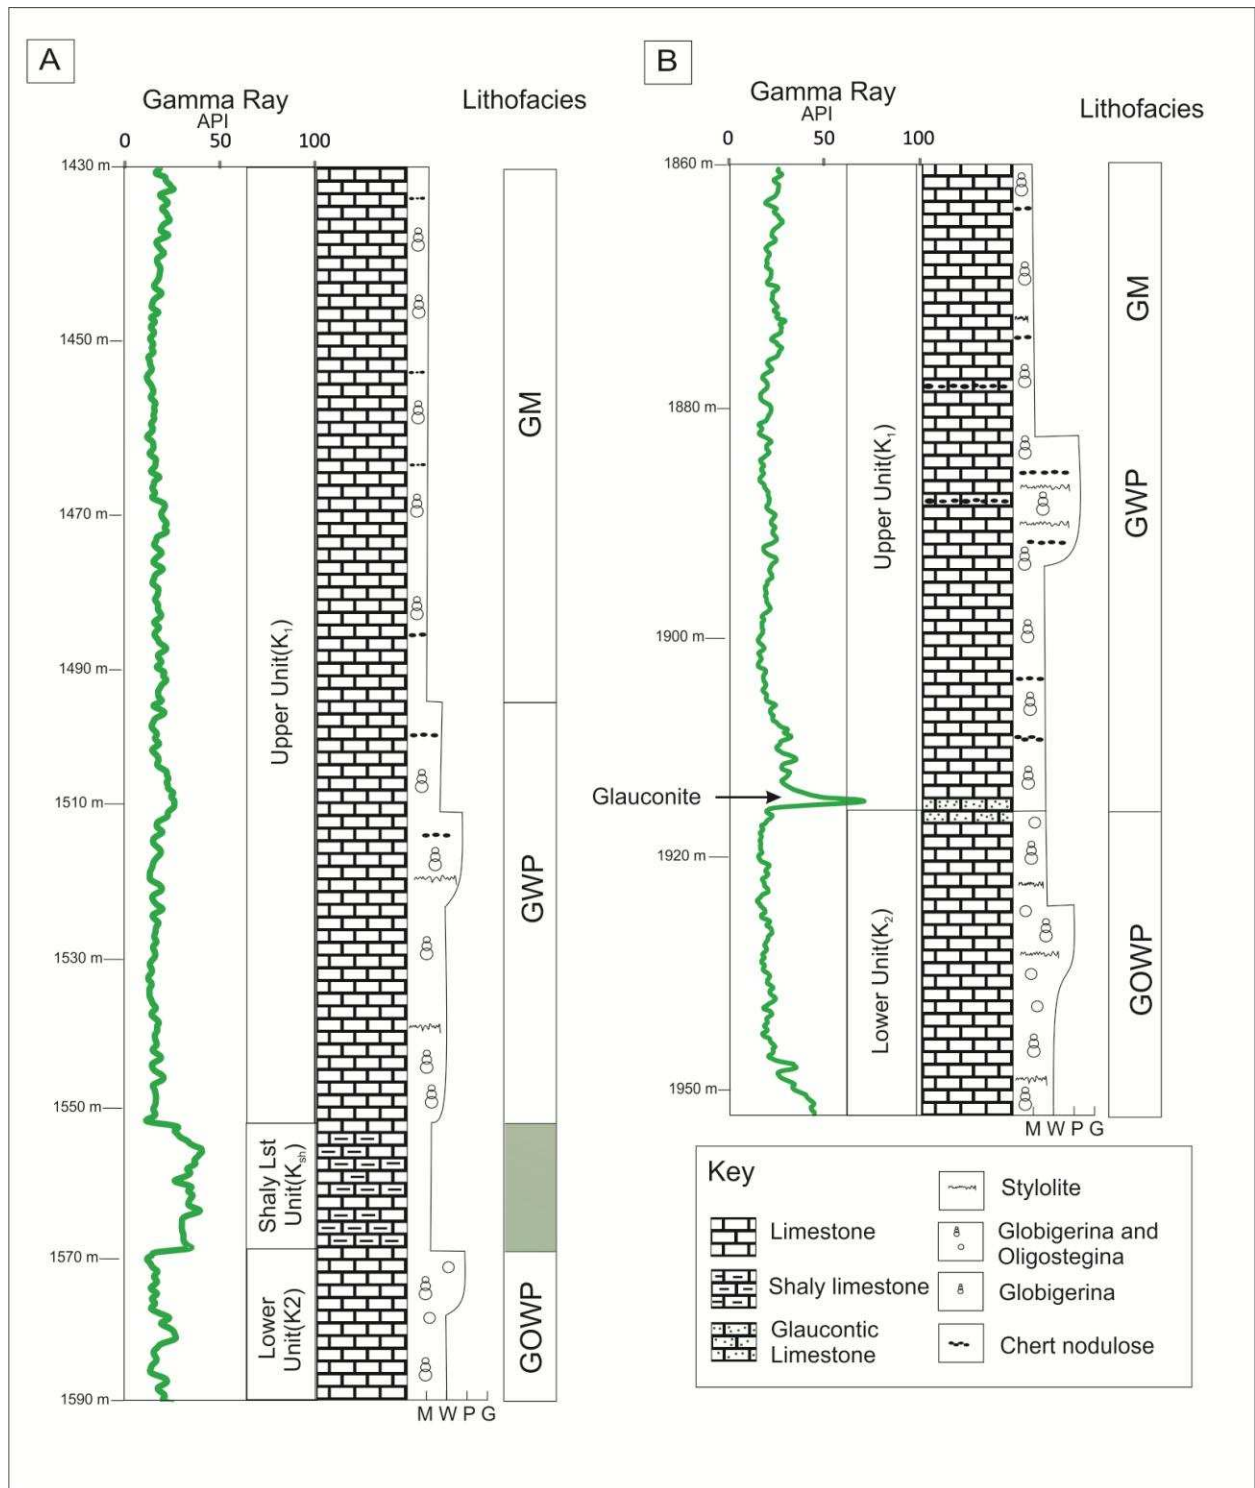 A
Gamma Ray
API
0 50 100
Lithofacies
1430 m
1450 m
1470 m
1490 m
1510 m
1530 m
1550 m
1570 m
1590 m
Upper Unit(K₁)
Shaly Lst
Unit(Kₛₕ)
Lower
Unit(K2)
GM
GWP
GOWP
M W P G
B
Gamma Ray
API
0 50 100
Lithofacies
1860 m
1880 m
1900 m
1920 m
1950 m
Glauconite
Upper Unit(K₁)
Lower Unit(K₂)
GM
GWP
GOWP
M W P G
Key
Limestone
Shaly limestone
Glaucontic
Limestone
Stylolite
Globigerina and
Oligostegina
Globigerina
Chert nodulose